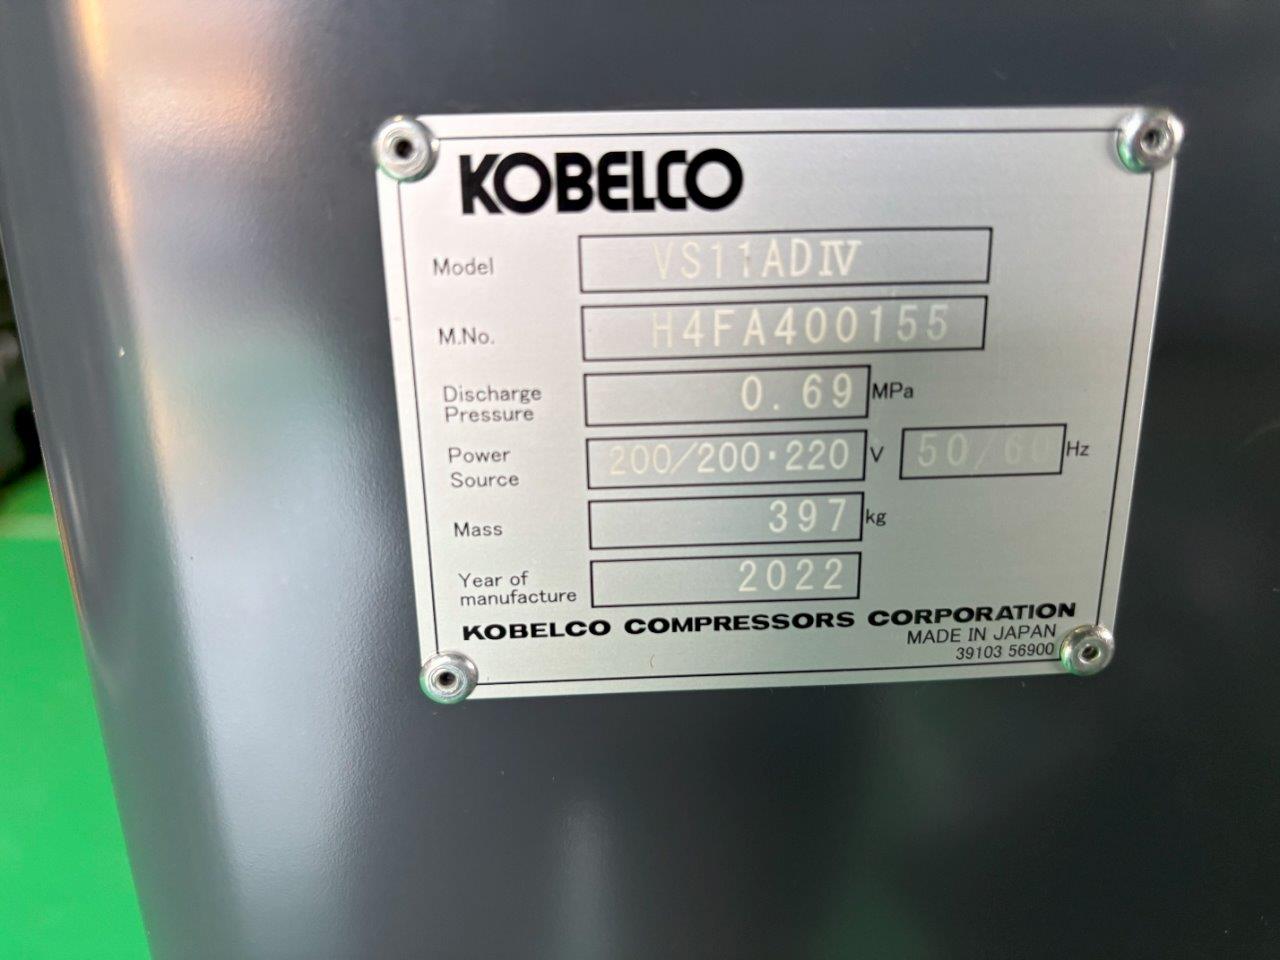 KOBELCO
Model VS11ADⅣ
M.No. H4FA400155
Discharge Pressure 0.69 MPa
Power Source 200/200・220 V 50/60 Hz
Mass 397 kg
Year of manufacture 2022
KOBELCO COMPRESSORS CORPORATION
MADE IN JAPAN
39103 56900